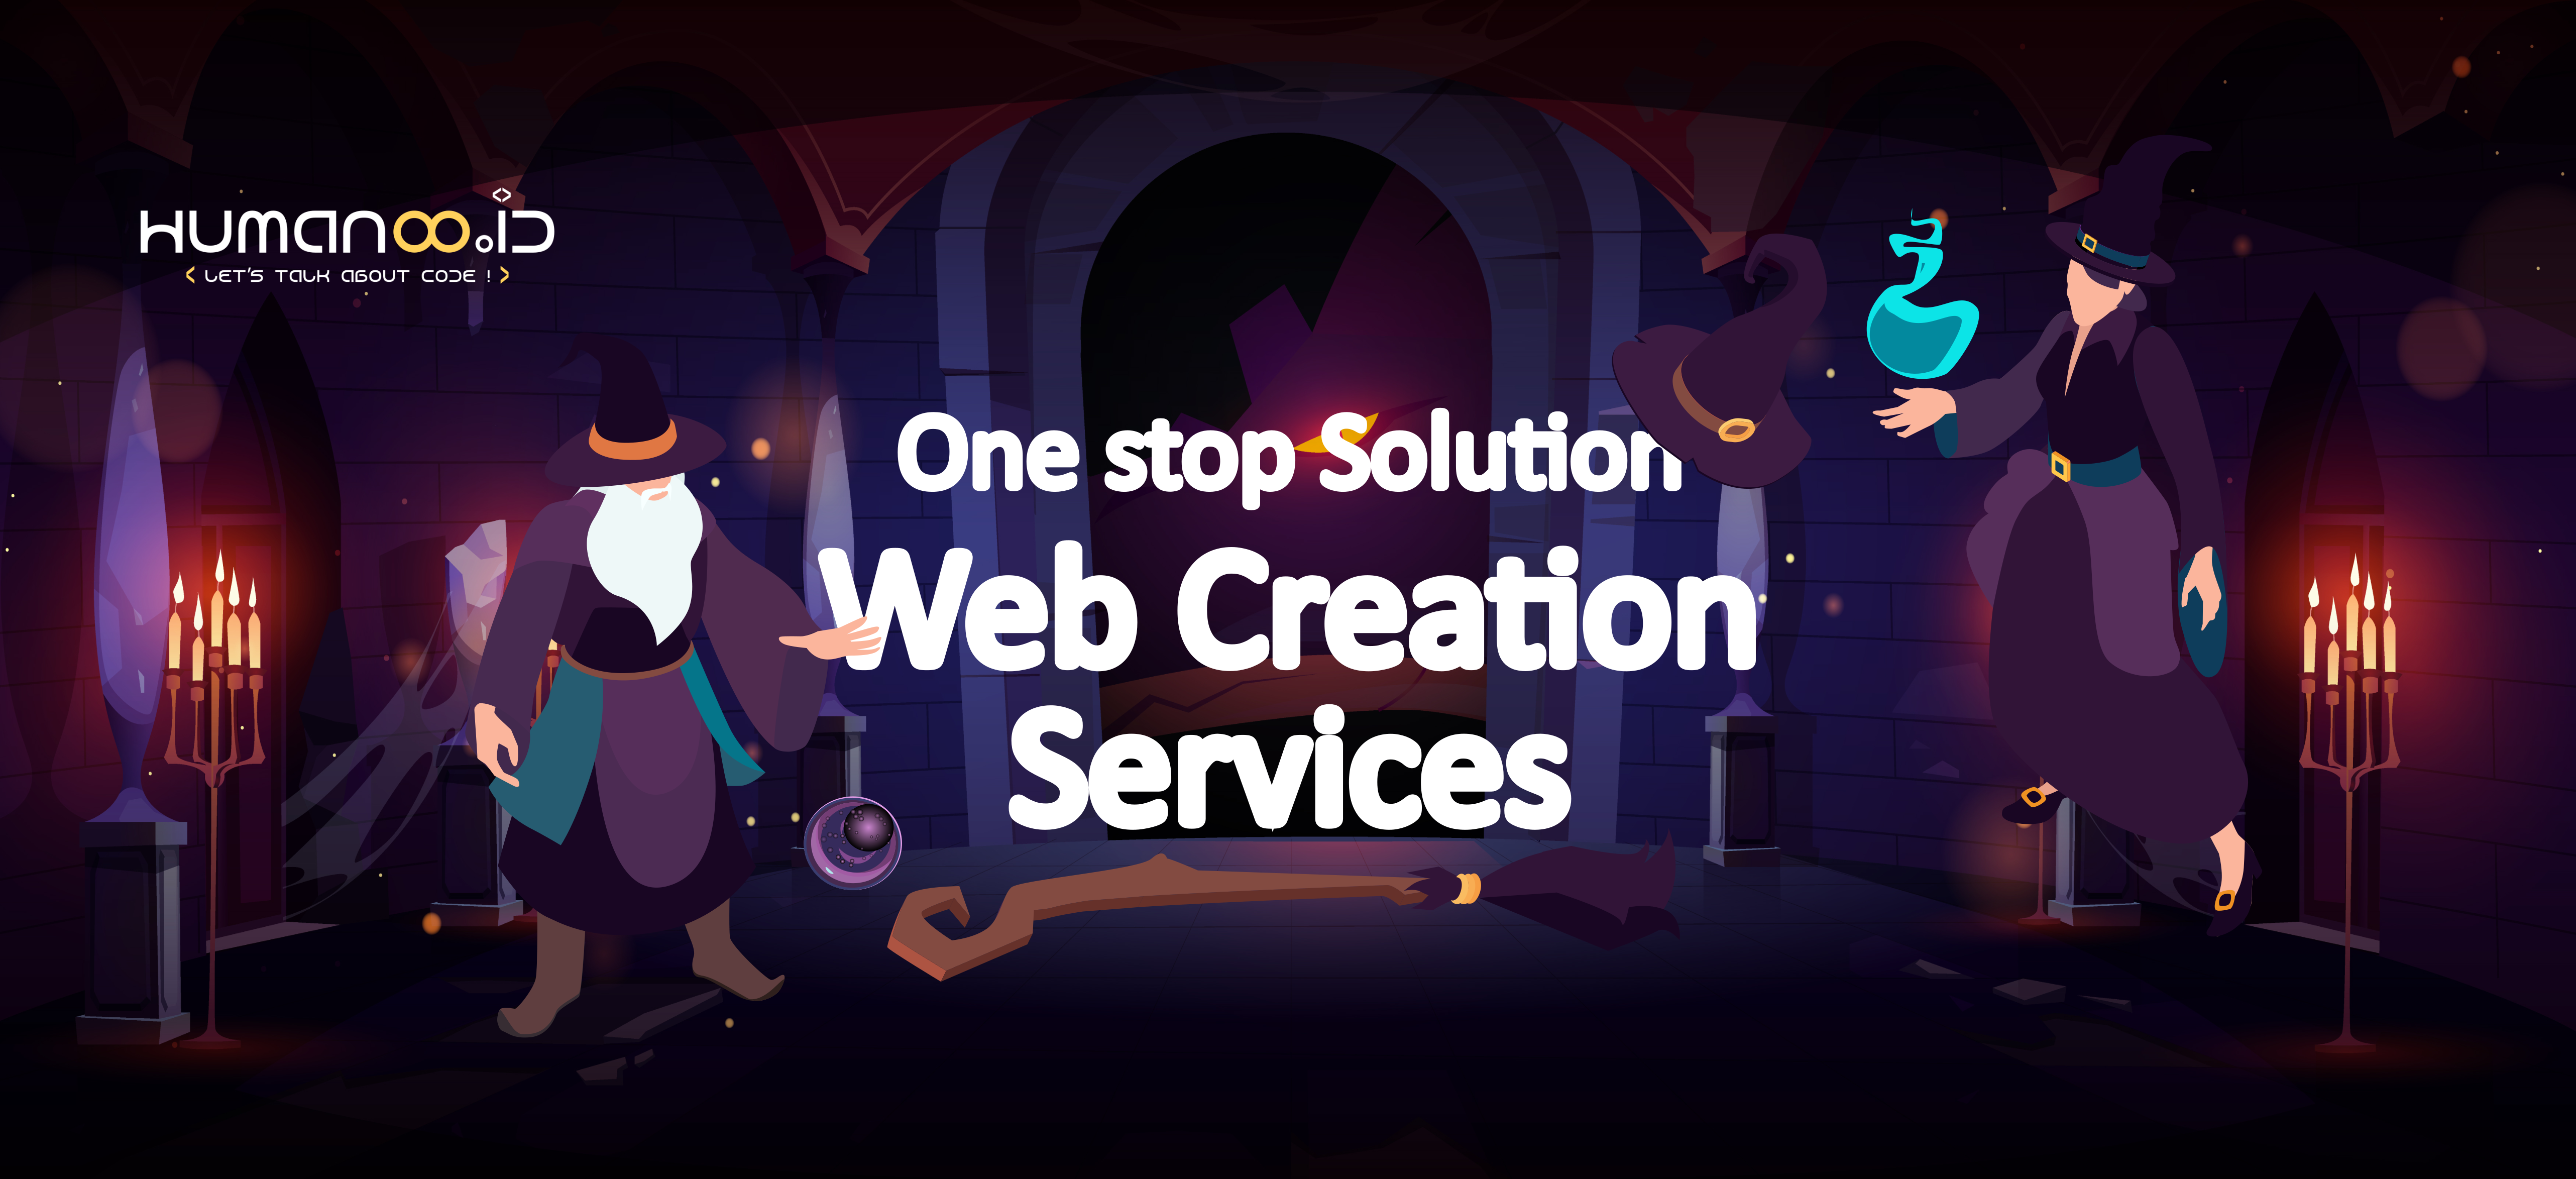 Humanoo.id
< Let's talk about code ! >
One stop Solution
Web Creation
Services